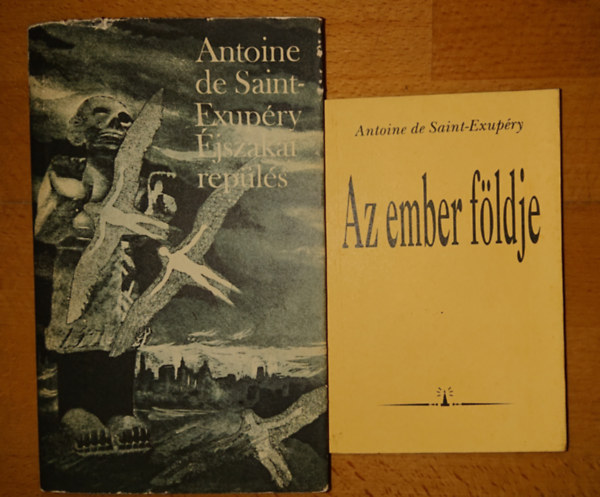 Antoine
de Saint-
Exupéry
Éjszakai
repülés
Antoine de Saint-Exupéry
Az ember földje